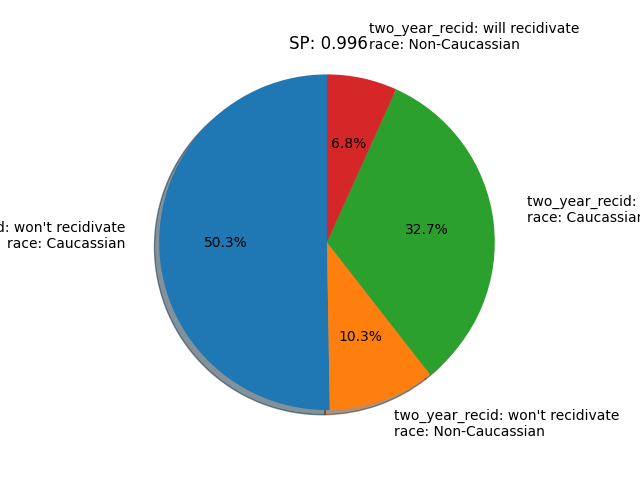 two_year_recid: will recidivate
race: Non-Caucassian
SP: 0.996
6.8%
two_year_recid:
race: Caucassian
32.7%
d: won't recidivate
race: Caucassian
50.3%
10.3%
two_year_recid: won't recidivate
race: Non-Caucassian